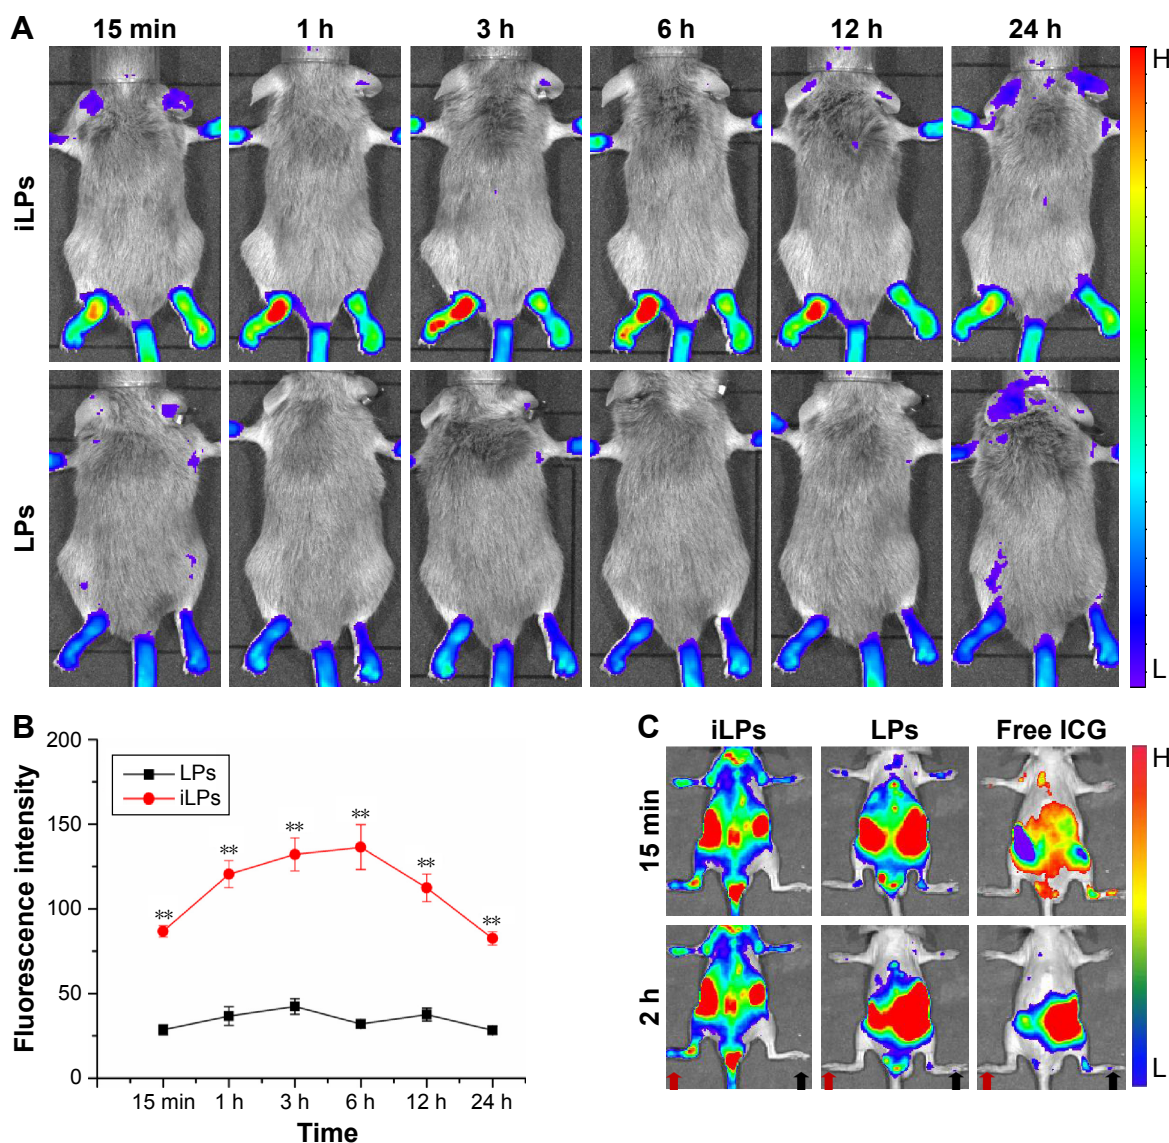 A
15 min 1 h 3 h 6 h 12 h 24 h
iLPs
LPs
H
L
B
Fluorescence intensity
200
150
100
50
0
LPs
iLPs
**
**
**
**
**
**
15 min 1 h 3 h 6 h 12 h 24 h
Time
C
iLPs LPs Free ICG
15 min
2 h
H
L